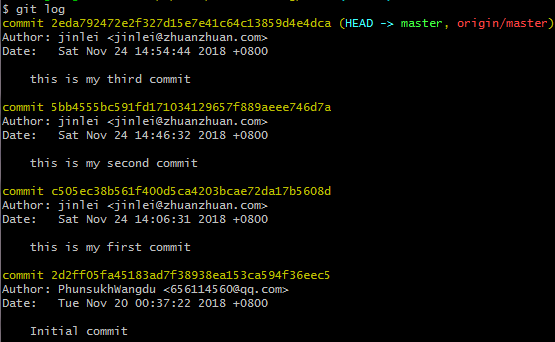 $ git log
commit 2eda792472e2f327d15e7e41c64c13859d4e4dca (HEAD -> master, origin/master)
Author: jinlei <jinlei@zhuanzhuan.com>
Date:   Sat Nov 24 14:54:44 2018 +0800
    this is my third commit
commit 5bb4555bc591fd171034129657f889aeee746d7a
Author: jinlei <jinlei@zhuanzhuan.com>
Date:   Sat Nov 24 14:46:32 2018 +0800
    this is my second commit
commit c505ec38b561f400d5ca4203bcae72da17b5608d
Author: jinlei <jinlei@zhuanzhuan.com>
Date:   Sat Nov 24 14:06:31 2018 +0800
    this is my first commit
commit 2d2ff05fa45183ad7f38938ea153ca594f36eec5
Author: PhunsukhWangdu <656114560@qq.com>
Date:   Tue Nov 20 00:37:22 2018 +0800
    Initial commit